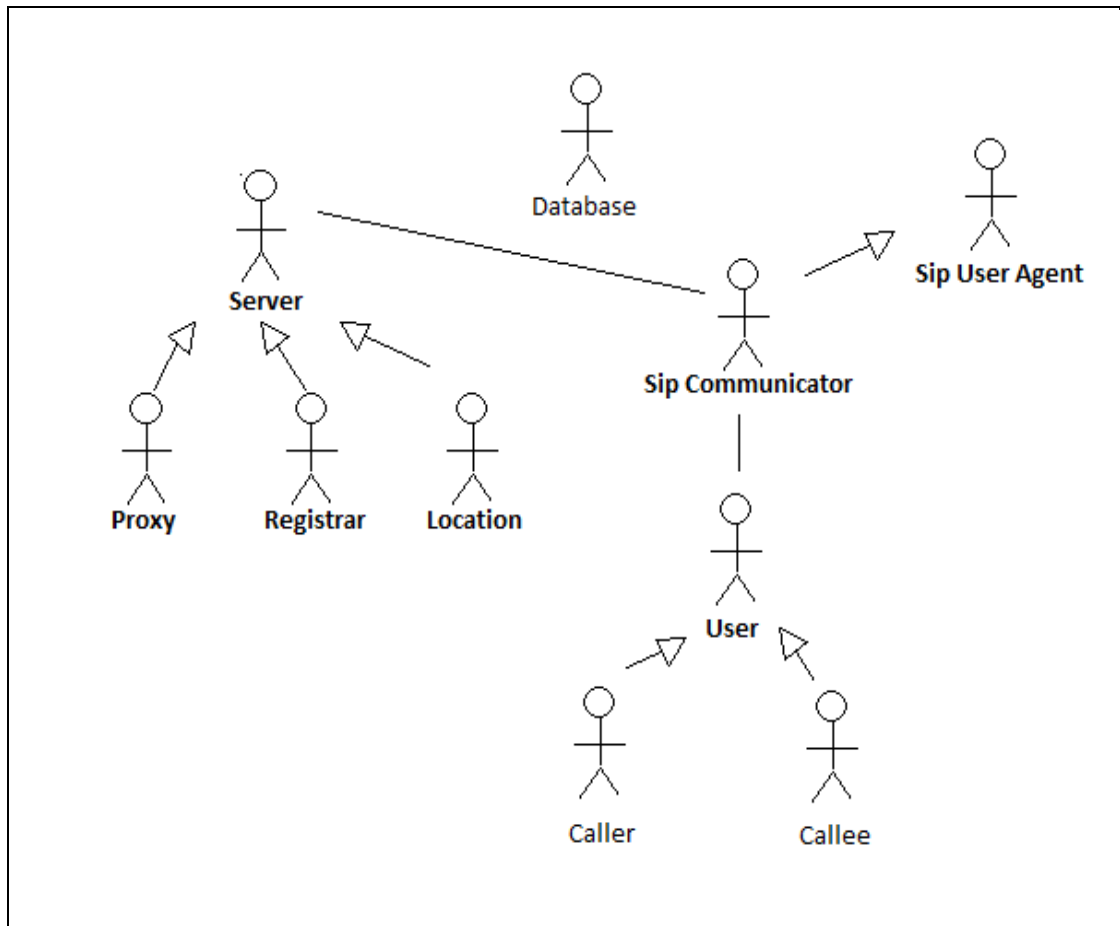 Database
Sip User Agent
Server
Sip Communicator
Proxy
Registrar
Location
User
Caller
Callee